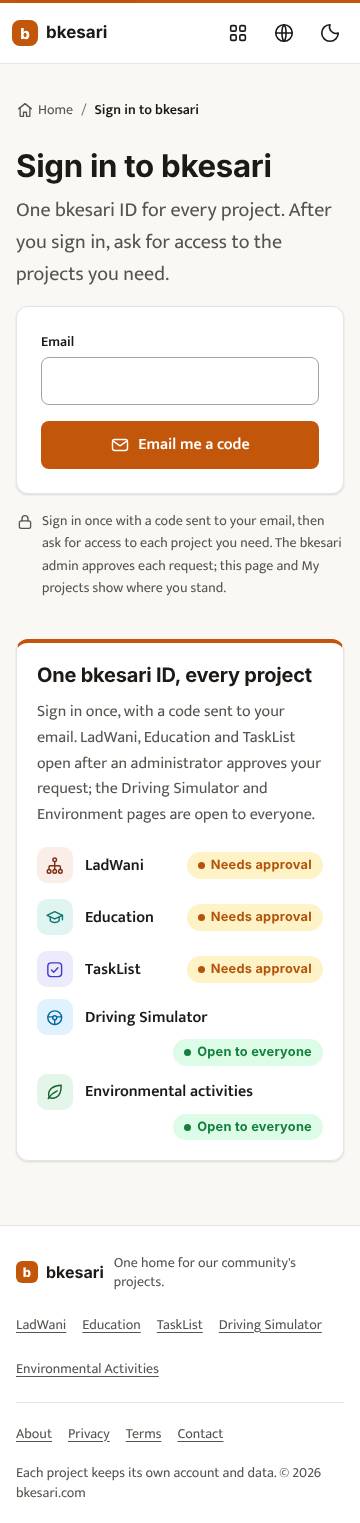 b bkesari
Home / Sign in to bkesari
Sign in to bkesari
One bkesari ID for every project. After
you sign in, ask for access to the
projects you need.
Email
Email me a code
Sign in once with a code sent to your email, then
ask for access to each project you need. The bkesari
admin approves each request; this page and My
projects show where you stand.
One bkesari ID, every project
Sign in once, with a code sent to your
email. LadWani, Education and TaskList
open after an administrator approves your
request; the Driving Simulator and
Environment pages are open to everyone.
LadWani Needs approval
Education Needs approval
TaskList Needs approval
Driving Simulator
Open to everyone
Environmental activities
Open to everyone
b bkesari One home for our community's
projects.
LadWani Education TaskList Driving Simulator
Environmental Activities
About Privacy Terms Contact
Each project keeps its own account and data. © 2026
bkesari.com